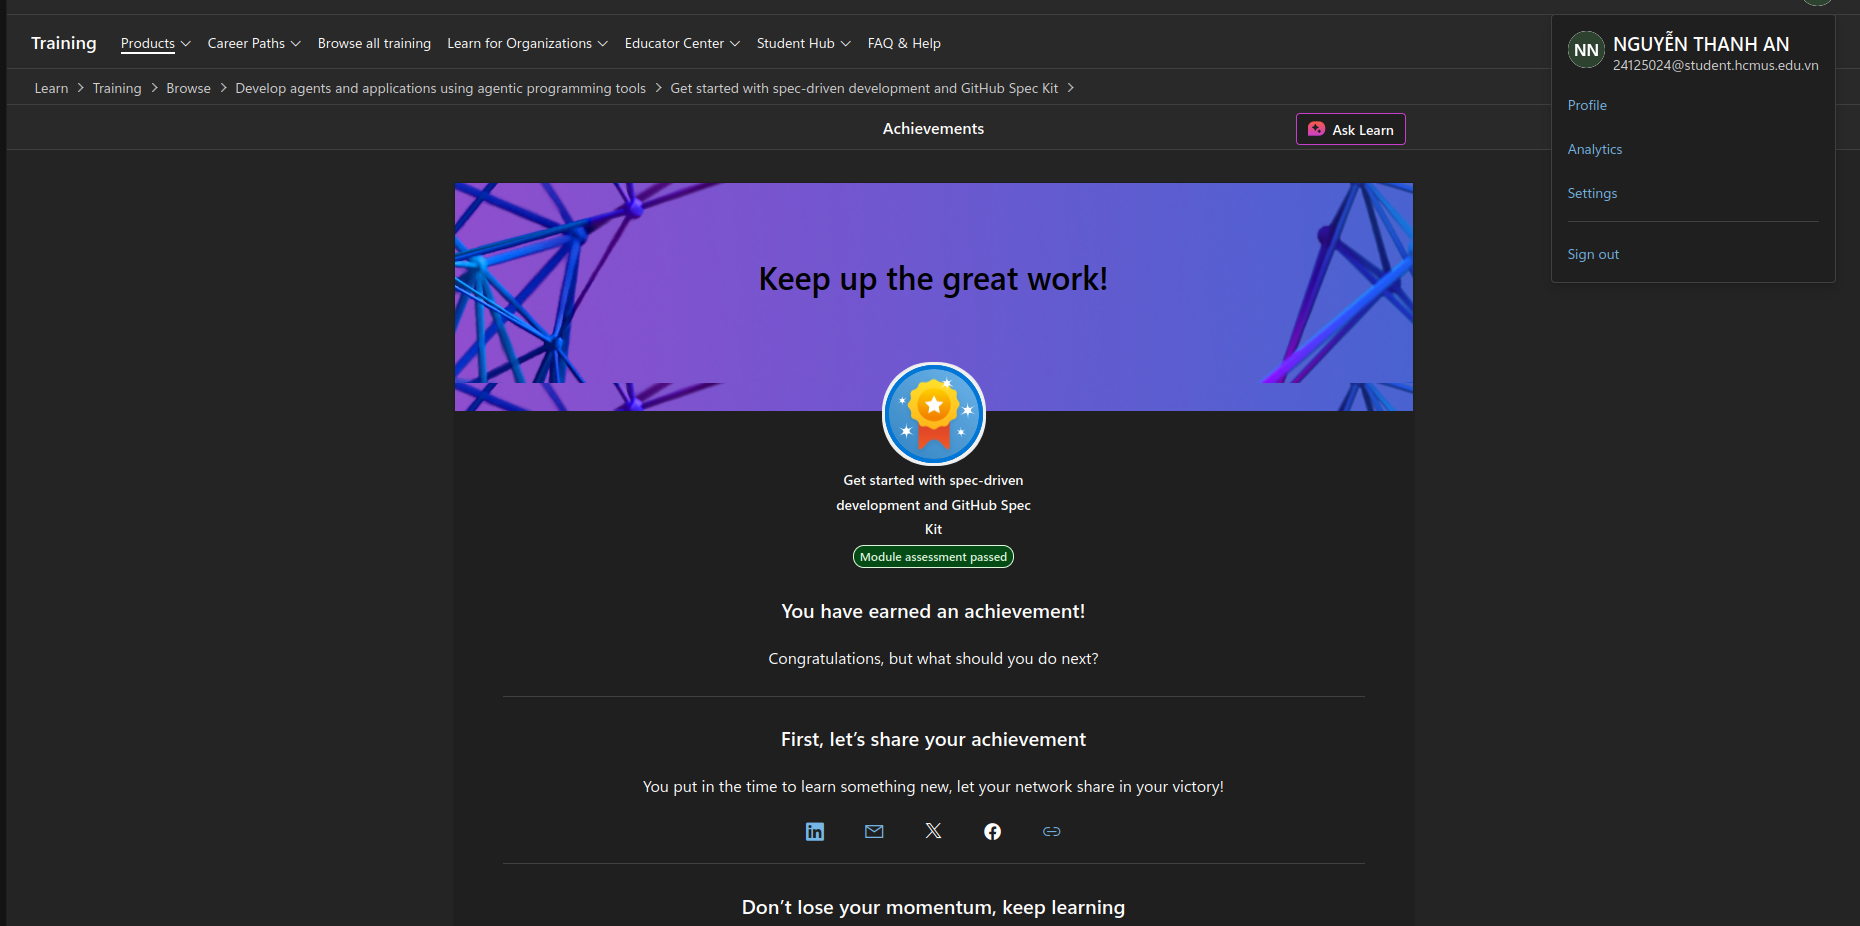 Training
Products
Career Paths
Browse all training
Learn for Organizations
Educator Center
Student Hub
FAQ & Help
NN
NGUYỄN THANH AN
24125024@student.hcmus.edu.vn
Profile
Analytics
Settings
Sign out
Learn > Training > Browse > Develop agents and applications using agentic programming tools > Get started with spec-driven development and GitHub Spec Kit >
Achievements
Ask Learn
Keep up the great work!
Get started with spec-driven
development and GitHub Spec
Kit
Module assessment passed
You have earned an achievement!
Congratulations, but what should you do next?
First, let’s share your achievement
You put in the time to learn something new, let your network share in your victory!
Don’t lose your momentum, keep learning